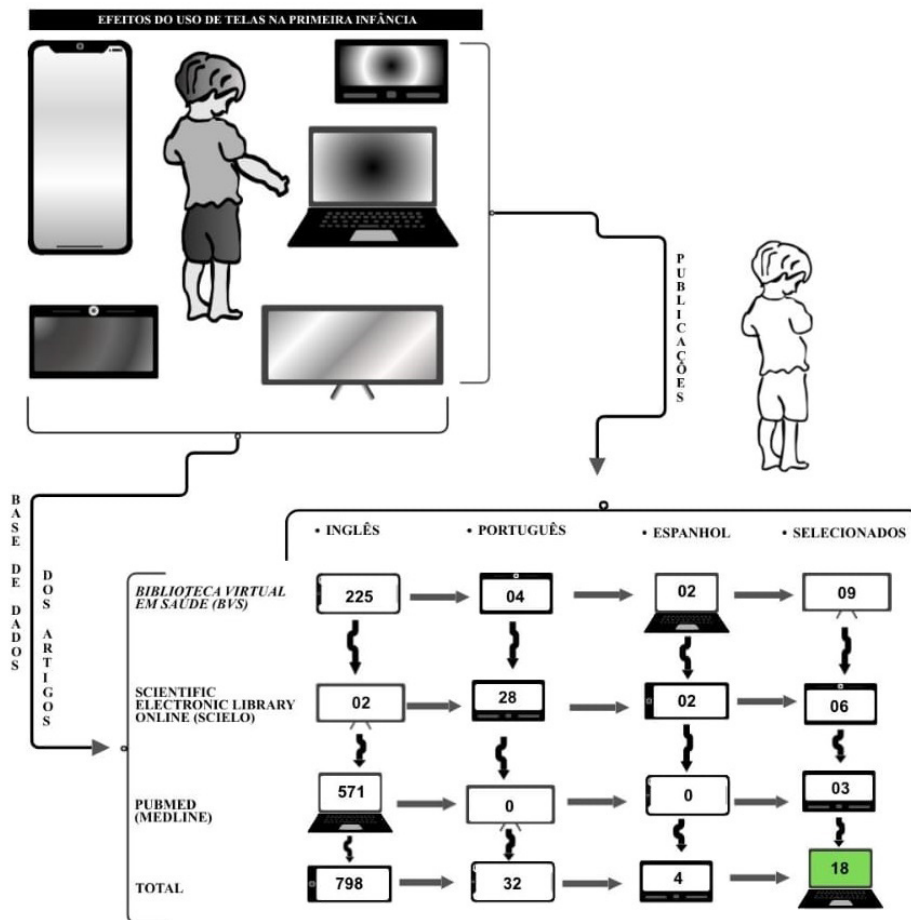 EFEITOS DO USO DE TELAS NA PRIMEIRA INFÂNCIA
PUBLICAÇÕES
BASE DE DADOS
DOS ARTIGOS
• INGLÊS • PORTUGUÊS • ESPANHOL • SELECIONADOS
BIBLIOTECA VIRTUAL
EM SAÚDE (BVS)
225 04 02 09
SCIENTIFIC
ELECTRONIC LIBRARY
ONLINE (SCIELO)
02 28 02 06
PUBMED
(MEDLINE)
571 0 0 03
TOTAL
798 32 4 18